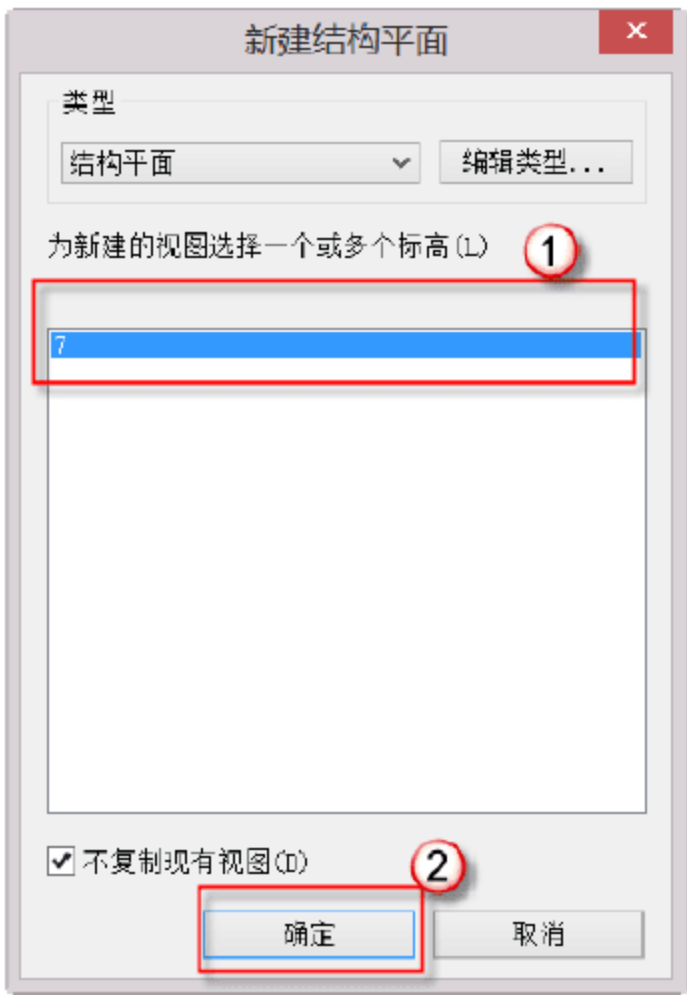 新建结构平面
类型
结构平面
编辑类型...
为新建的视图选择一个或多个标高(L)
1
7
不复制现有视图(D)
2
确定
取消